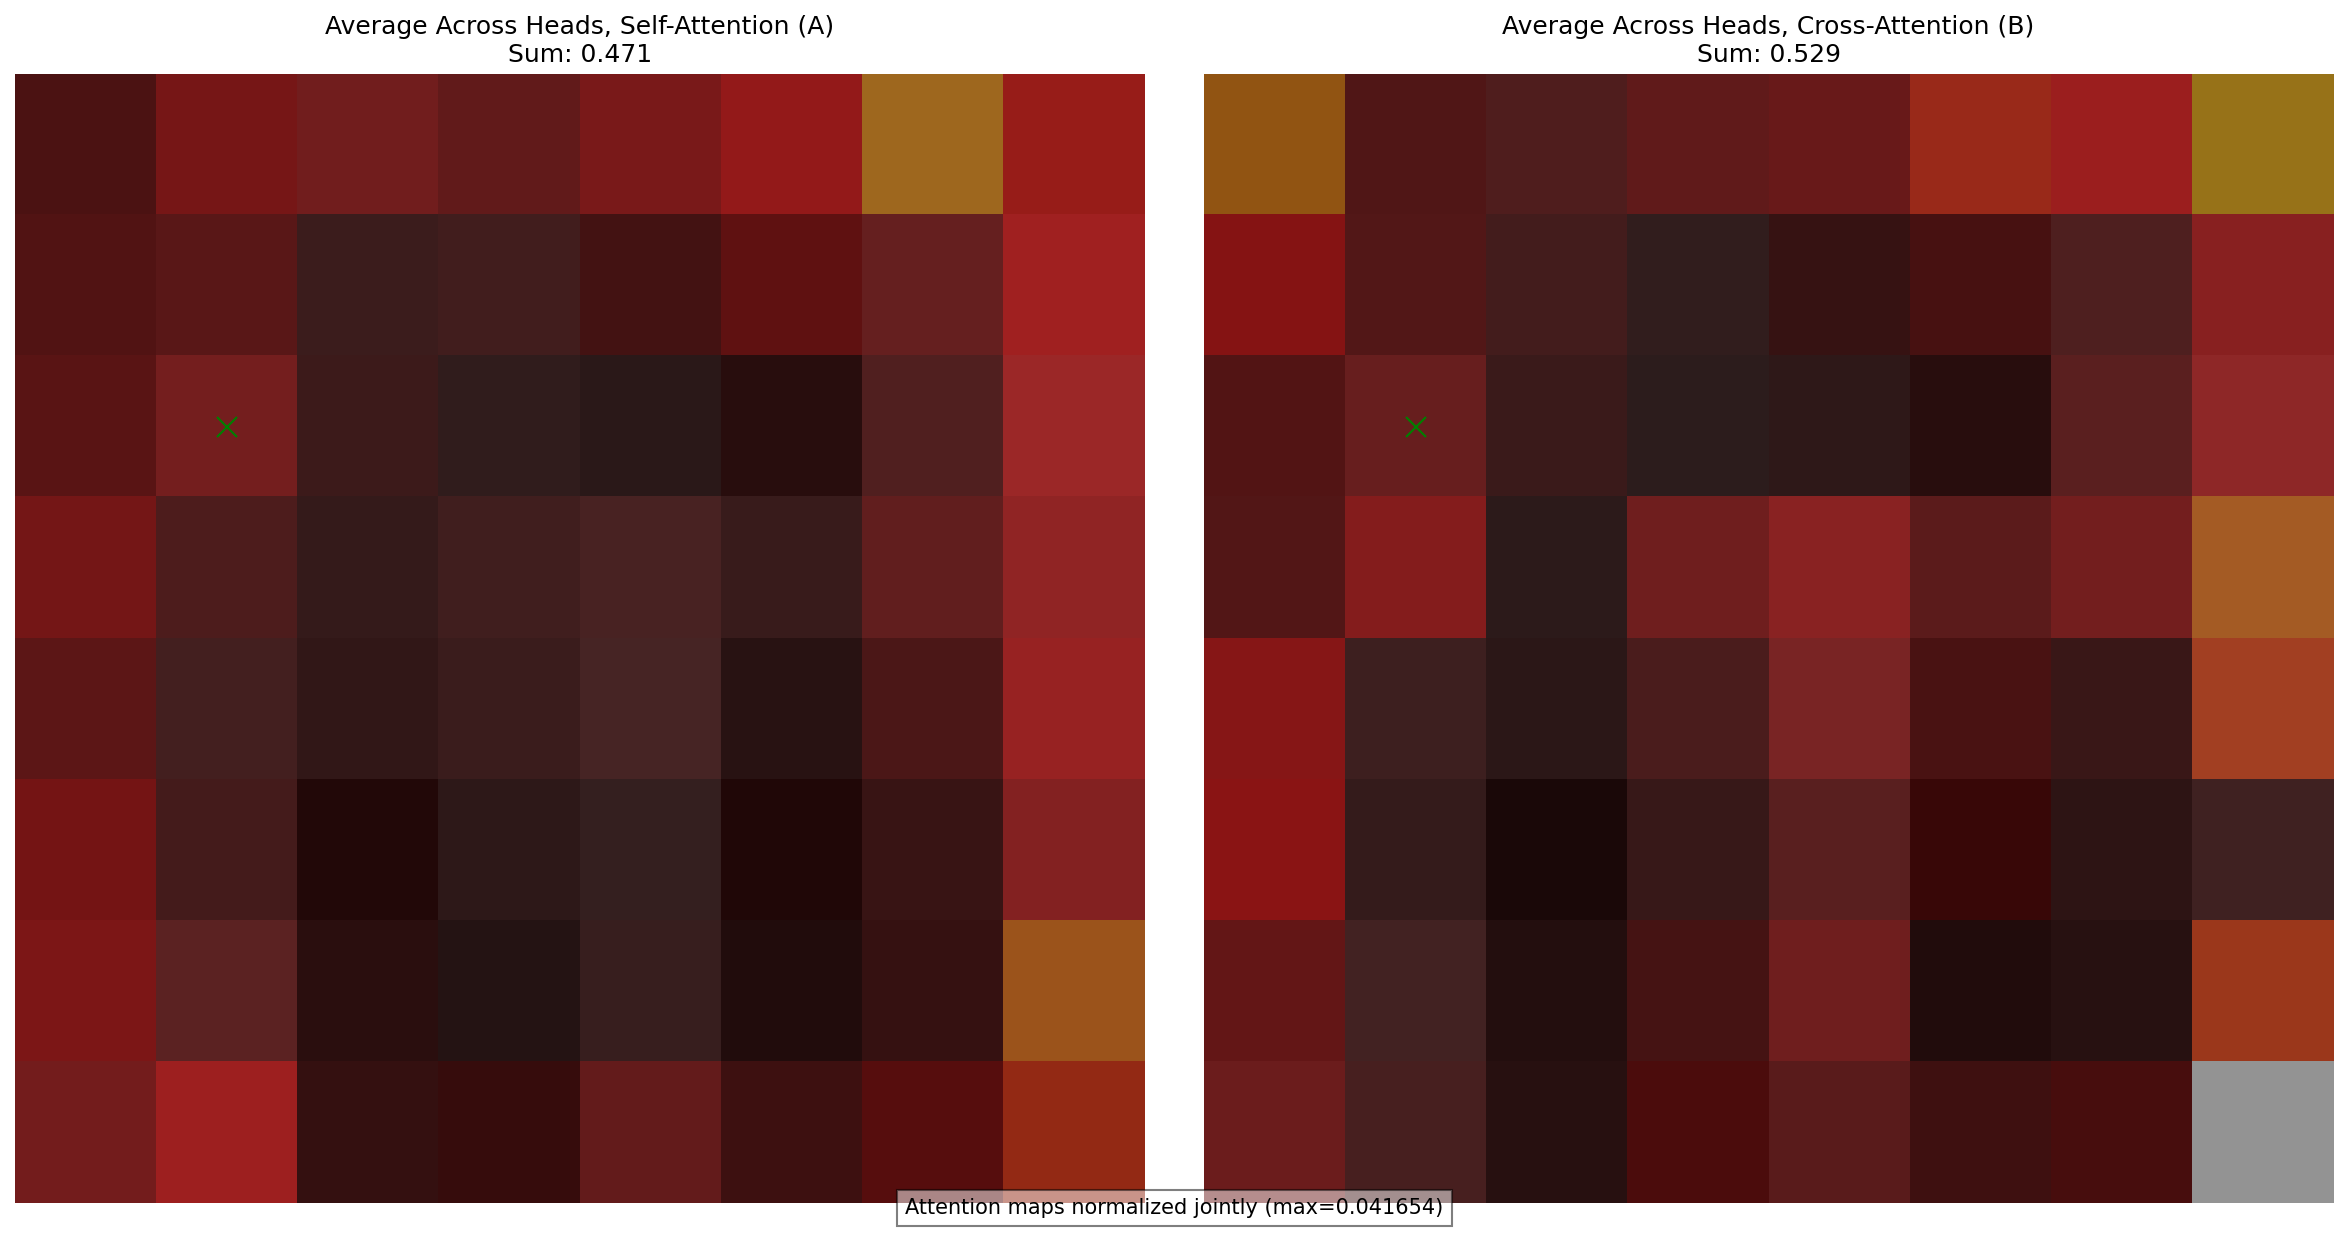 Average Across Heads, Self-Attention (A)
Sum: 0.471
Average Across Heads, Cross-Attention (B)
Sum: 0.529
Attention maps normalized jointly (max=0.041654)